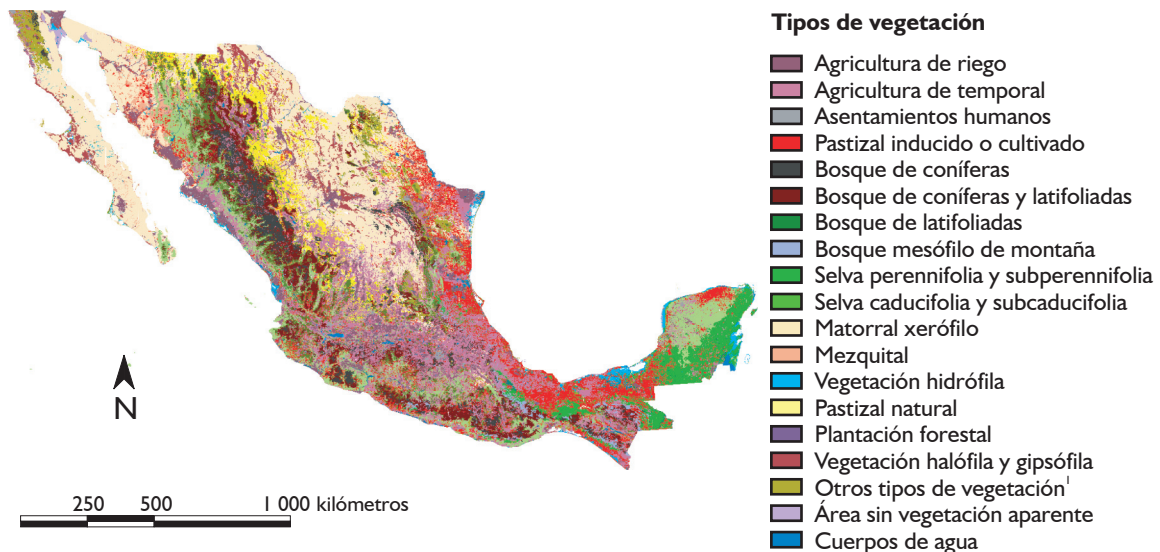 Tipos de vegetación
Agricultura de riego
Agricultura de temporal
Asentamientos humanos
Pastizal inducido o cultivado
Bosque de coníferas
Bosque de coníferas y latifoliadas
Bosque de latifoliadas
Bosque mesófilo de montaña
Selva perennifolia y subperennifolia
Selva caducifolia y subcaducifolia
Matorral xerófilo
Mezquital
Vegetación hidrófila
Pastizal natural
Plantación forestal
Vegetación halófila y gipsófila
Otros tipos de vegetación¹
Área sin vegetación aparente
Cuerpos de agua
N
250 500 1 000 kilómetros